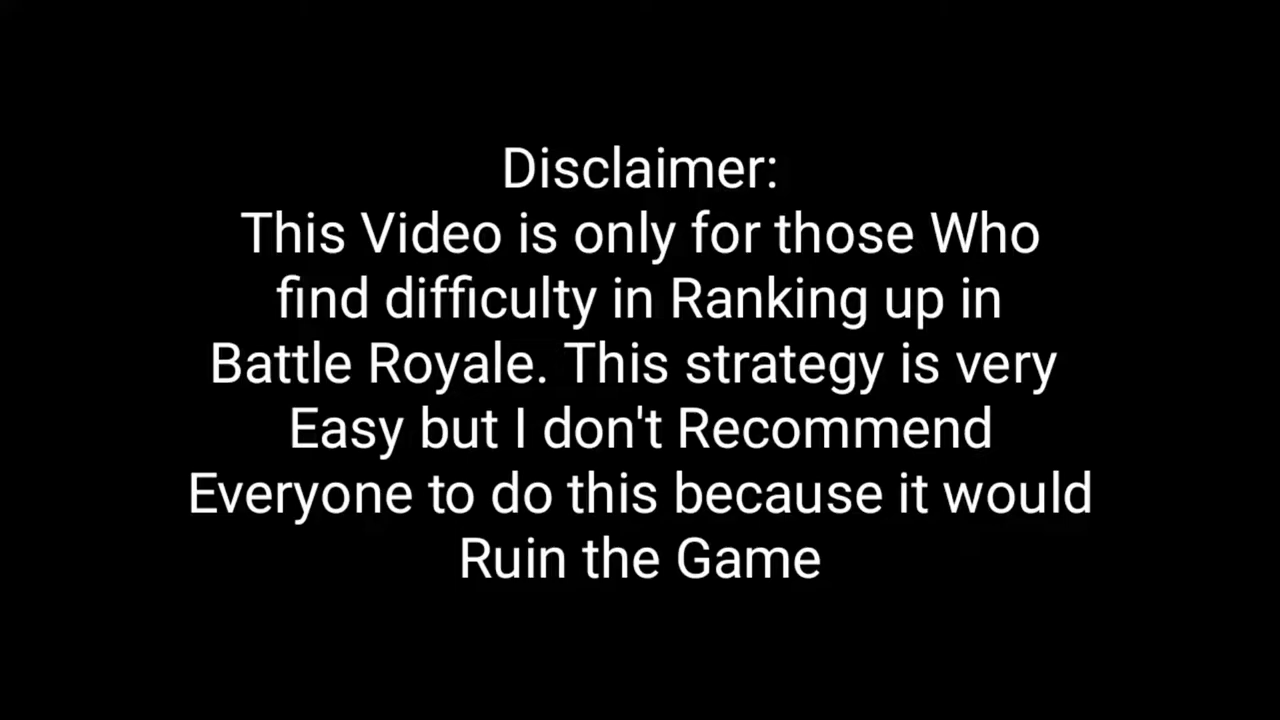 Disclaimer:
This Video is only for those Who
find difficulty in Ranking up in
Battle Royale. This strategy is very
Easy but I don't Recommend
Everyone to do this because it would
Ruin the Game